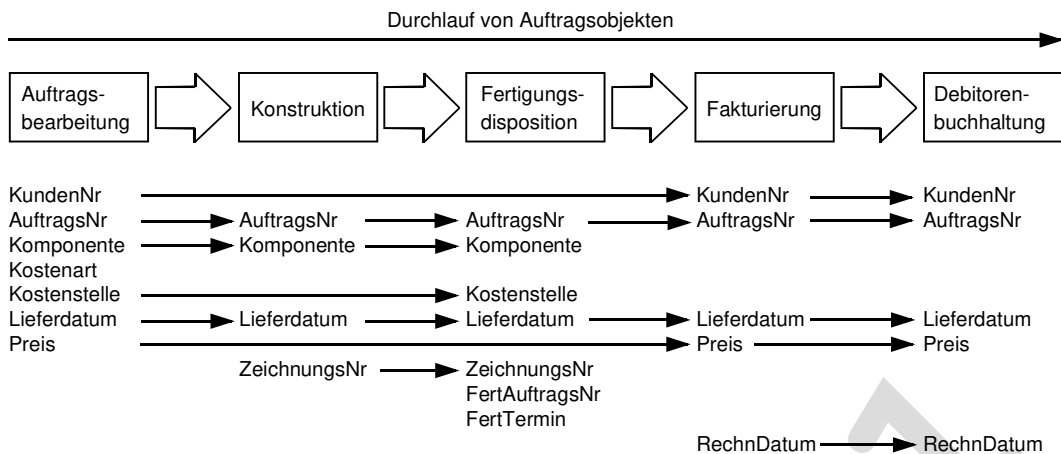 Durchlauf von Auftragsobjekten
Auftrags-
bearbeitung
Konstruktion
Fertigungs-
disposition
Fakturierung
Debitoren-
buchhaltung
KundenNr KundenNr KundenNr
AuftragsNr AuftragsNr AuftragsNr AuftragsNr AuftragsNr
Komponente Komponente Komponente
Kostenart
Kostenstelle Kostenstelle
Lieferdatum Lieferdatum Lieferdatum Lieferdatum Lieferdatum
Preis Preis Preis
ZeichnungsNr ZeichnungsNr
FertAuftragsNr
FertTermin
RechnDatum RechnDatum